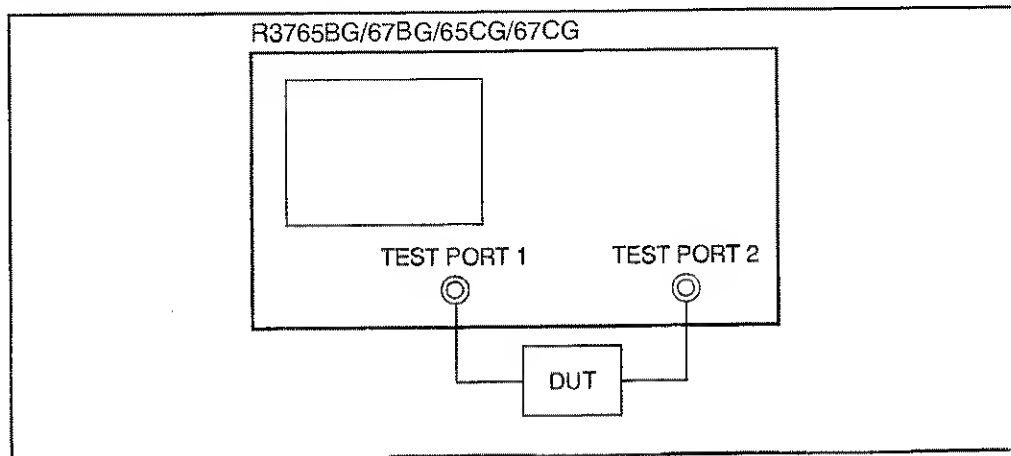 R3765BG/67BG/65CG/67CG
TEST PORT 1
TEST PORT 2
DUT